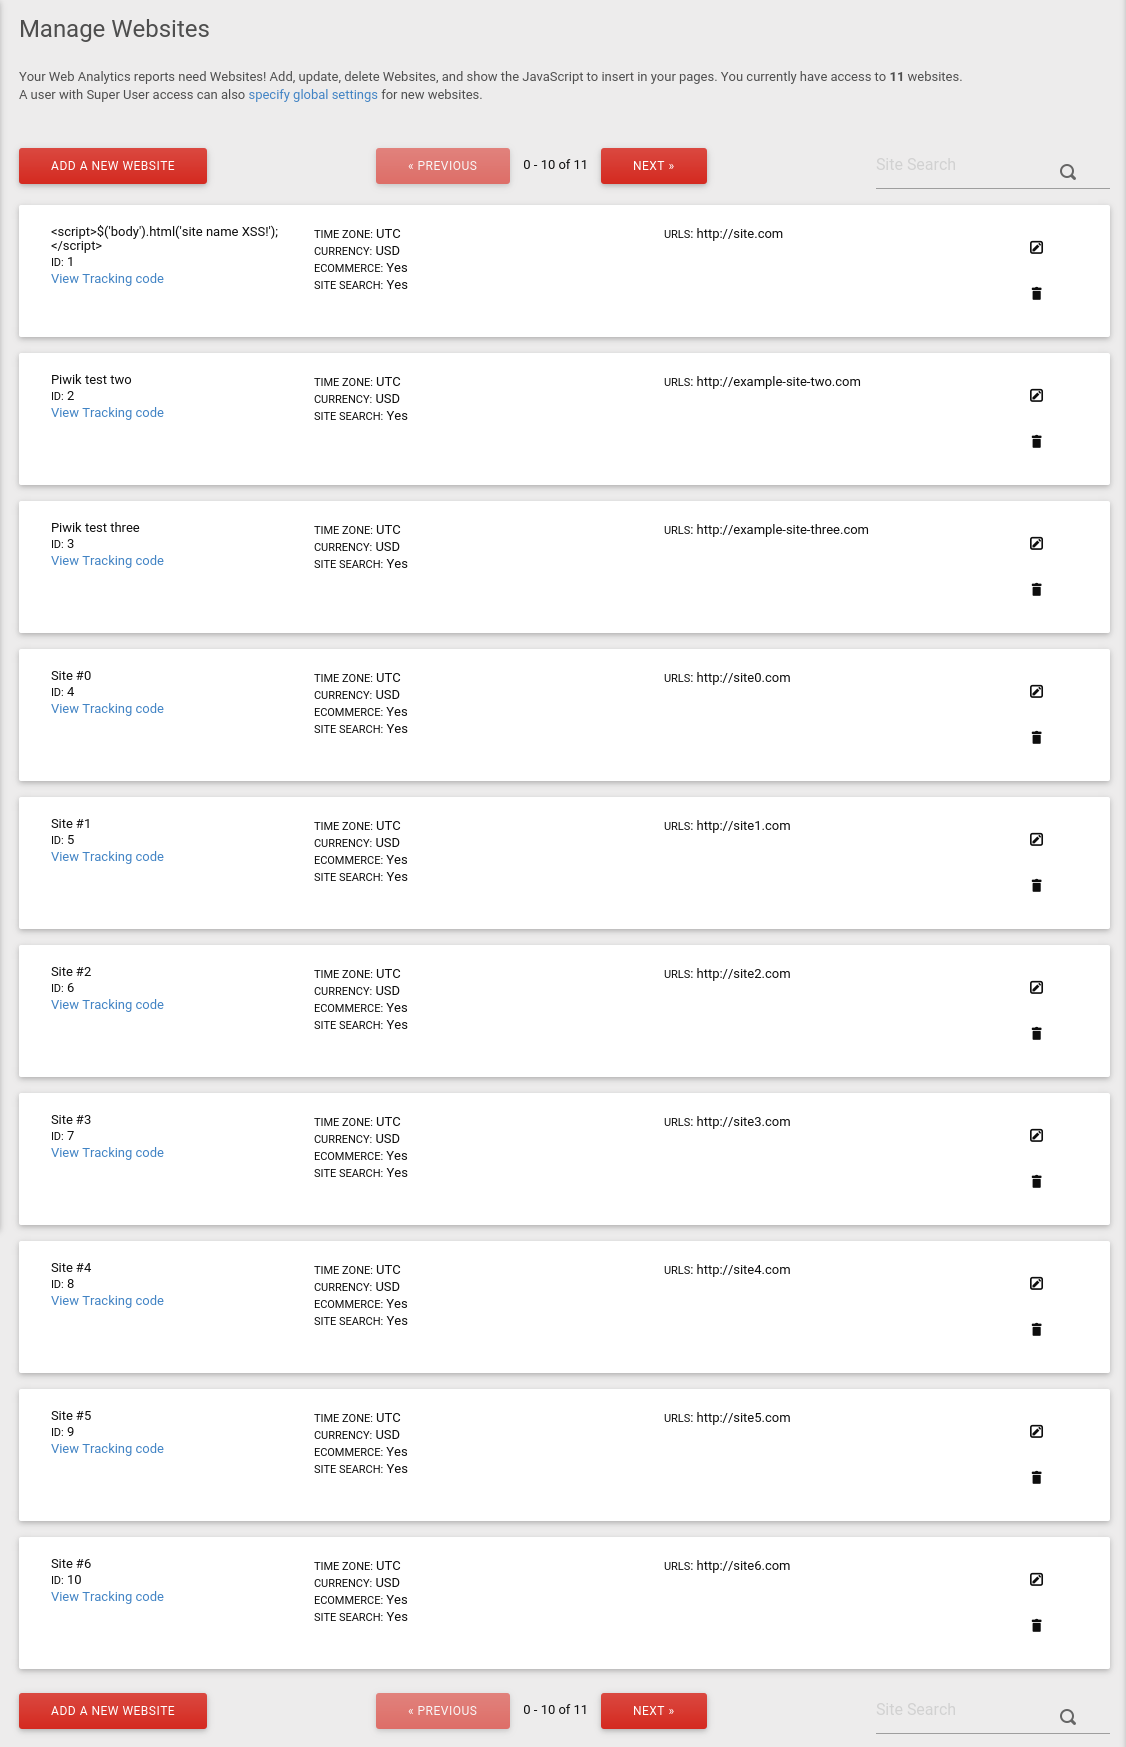 Manage Websites
Your Web Analytics reports need Websites! Add, update, delete Websites, and show the JavaScript to insert in your pages. You currently have access to 11 websites.
A user with Super User access can also specify global settings for new websites.
ADD A NEW WEBSITE
« PREVIOUS
0 - 10 of 11
NEXT »
Site Search
<script>$('body').html('site name XSS!');
</script>
ID: 1
View Tracking code
TIME ZONE: UTC
CURRENCY: USD
ECOMMERCE: Yes
SITE SEARCH: Yes
URLS: http://site.com
Piwik test two
ID: 2
View Tracking code
TIME ZONE: UTC
CURRENCY: USD
SITE SEARCH: Yes
URLS: http://example-site-two.com
Piwik test three
ID: 3
View Tracking code
TIME ZONE: UTC
CURRENCY: USD
SITE SEARCH: Yes
URLS: http://example-site-three.com
Site #0
ID: 4
View Tracking code
TIME ZONE: UTC
CURRENCY: USD
ECOMMERCE: Yes
SITE SEARCH: Yes
URLS: http://site0.com
Site #1
ID: 5
View Tracking code
TIME ZONE: UTC
CURRENCY: USD
ECOMMERCE: Yes
SITE SEARCH: Yes
URLS: http://site1.com
Site #2
ID: 6
View Tracking code
TIME ZONE: UTC
CURRENCY: USD
ECOMMERCE: Yes
SITE SEARCH: Yes
URLS: http://site2.com
Site #3
ID: 7
View Tracking code
TIME ZONE: UTC
CURRENCY: USD
ECOMMERCE: Yes
SITE SEARCH: Yes
URLS: http://site3.com
Site #4
ID: 8
View Tracking code
TIME ZONE: UTC
CURRENCY: USD
ECOMMERCE: Yes
SITE SEARCH: Yes
URLS: http://site4.com
Site #5
ID: 9
View Tracking code
TIME ZONE: UTC
CURRENCY: USD
ECOMMERCE: Yes
SITE SEARCH: Yes
URLS: http://site5.com
Site #6
ID: 10
View Tracking code
TIME ZONE: UTC
CURRENCY: USD
ECOMMERCE: Yes
SITE SEARCH: Yes
URLS: http://site6.com
ADD A NEW WEBSITE
« PREVIOUS
0 - 10 of 11
NEXT »
Site Search